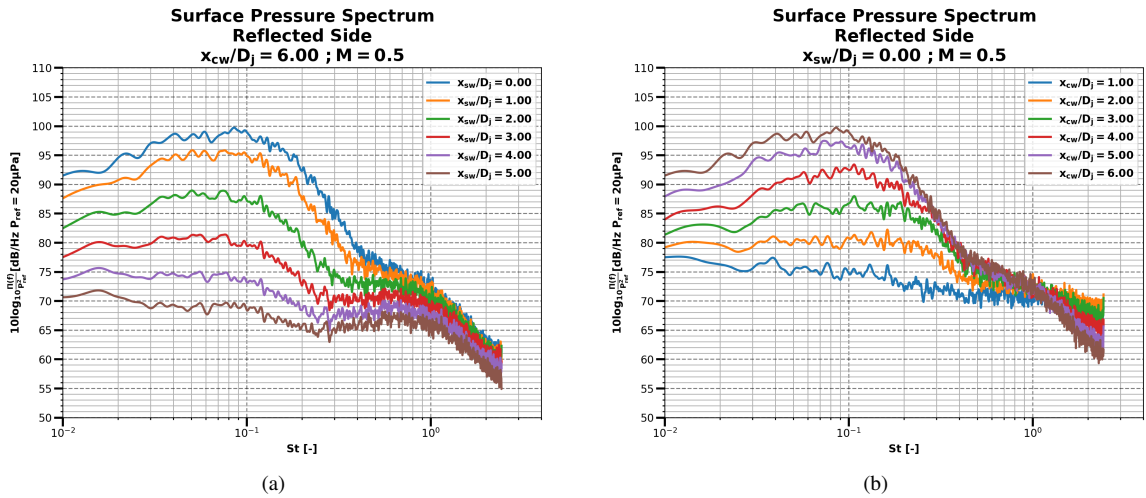 Surface Pressure Spectrum
Reflected Side
x_cw/D_j = 6.00 ; M = 0.5
110
105
100
95
90
85
80
75
70
65
60
55
50
10log₁₀ Π(f)/P²ref [dB/Hz P_ref = 20μPa]
x_sw/D_j = 0.00
x_sw/D_j = 1.00
x_sw/D_j = 2.00
x_sw/D_j = 3.00
x_sw/D_j = 4.00
x_sw/D_j = 5.00
10⁻²
10⁻¹
10⁰
St [-]
(a)
Surface Pressure Spectrum
Reflected Side
x_sw/D_j = 0.00 ; M = 0.5
110
105
100
95
90
85
80
75
70
65
60
55
50
10log₁₀ Π(f)/P²ref [dB/Hz P_ref = 20μPa]
x_cw/D_j = 1.00
x_cw/D_j = 2.00
x_cw/D_j = 3.00
x_cw/D_j = 4.00
x_cw/D_j = 5.00
x_cw/D_j = 6.00
10⁻²
10⁻¹
10⁰
St [-]
(b)